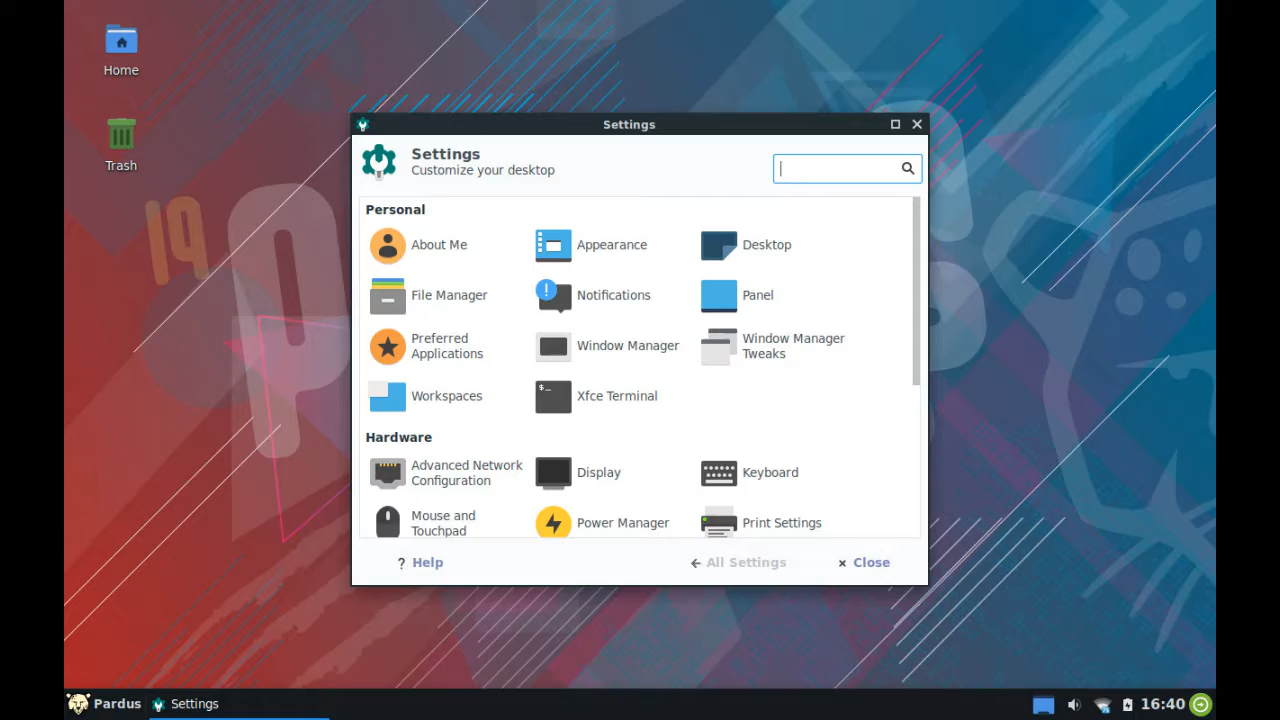 Home
Trash
19
Settings
Settings
Customize your desktop
Personal
About Me
Appearance
Desktop
File Manager
Notifications
Panel
Preferred
Applications
Window Manager
Window Manager
Tweaks
Workspaces
$_
Xfce Terminal
Hardware
Advanced Network
Configuration
Display
Keyboard
Mouse and
Touchpad
Power Manager
Print Settings
? Help
All Settings
Close
Pardus
Settings
16:40